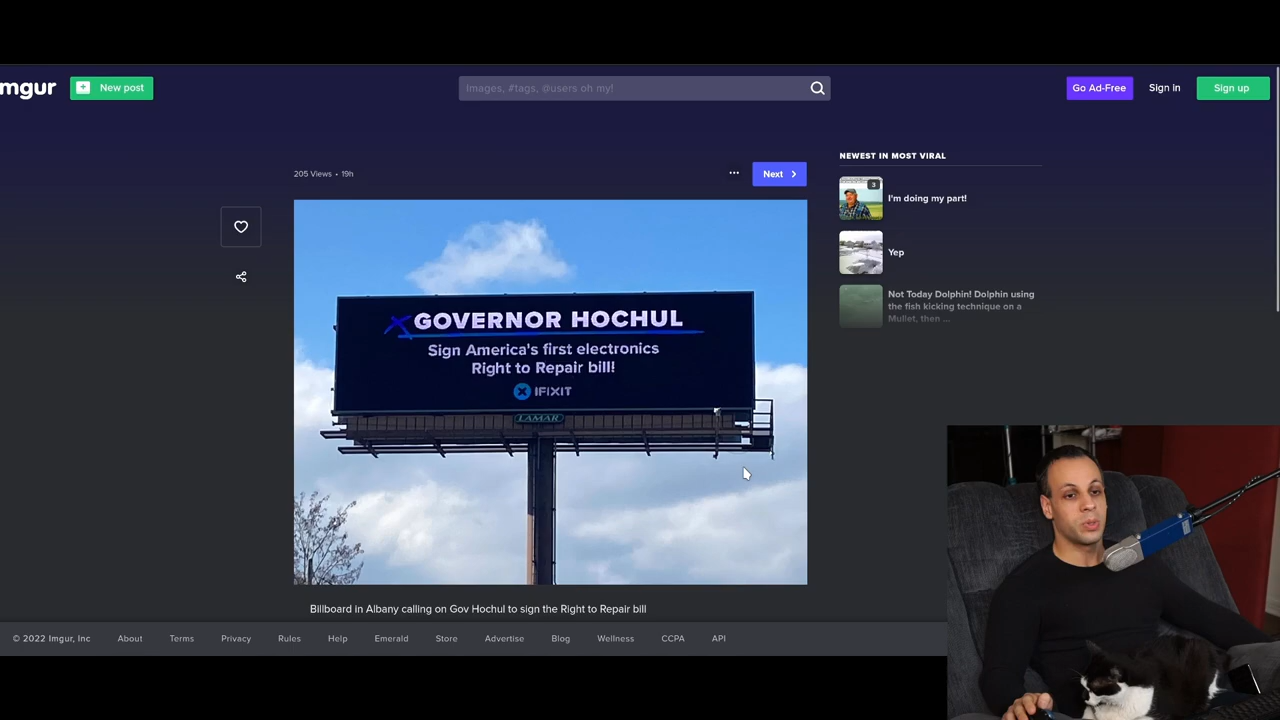 mgur
New post
Images, #tags, @users oh my!
Go Ad-Free
Sign in
Sign up
205 Views • 19h
Next
NEWEST IN MOST VIRAL
3
I'm doing my part!
Yep
Not Today Dolphin! Dolphin using
the fish kicking technique on a
Mullet, then ...
GOVERNOR HOCHUL
Sign America's first electronics
Right to Repair bill!
IFIXIT
LAMAR
Billboard in Albany calling on Gov Hochul to sign the Right to Repair bill
© 2022 Imgur, Inc
About
Terms
Privacy
Rules
Help
Emerald
Store
Advertise
Blog
Wellness
CCPA
API